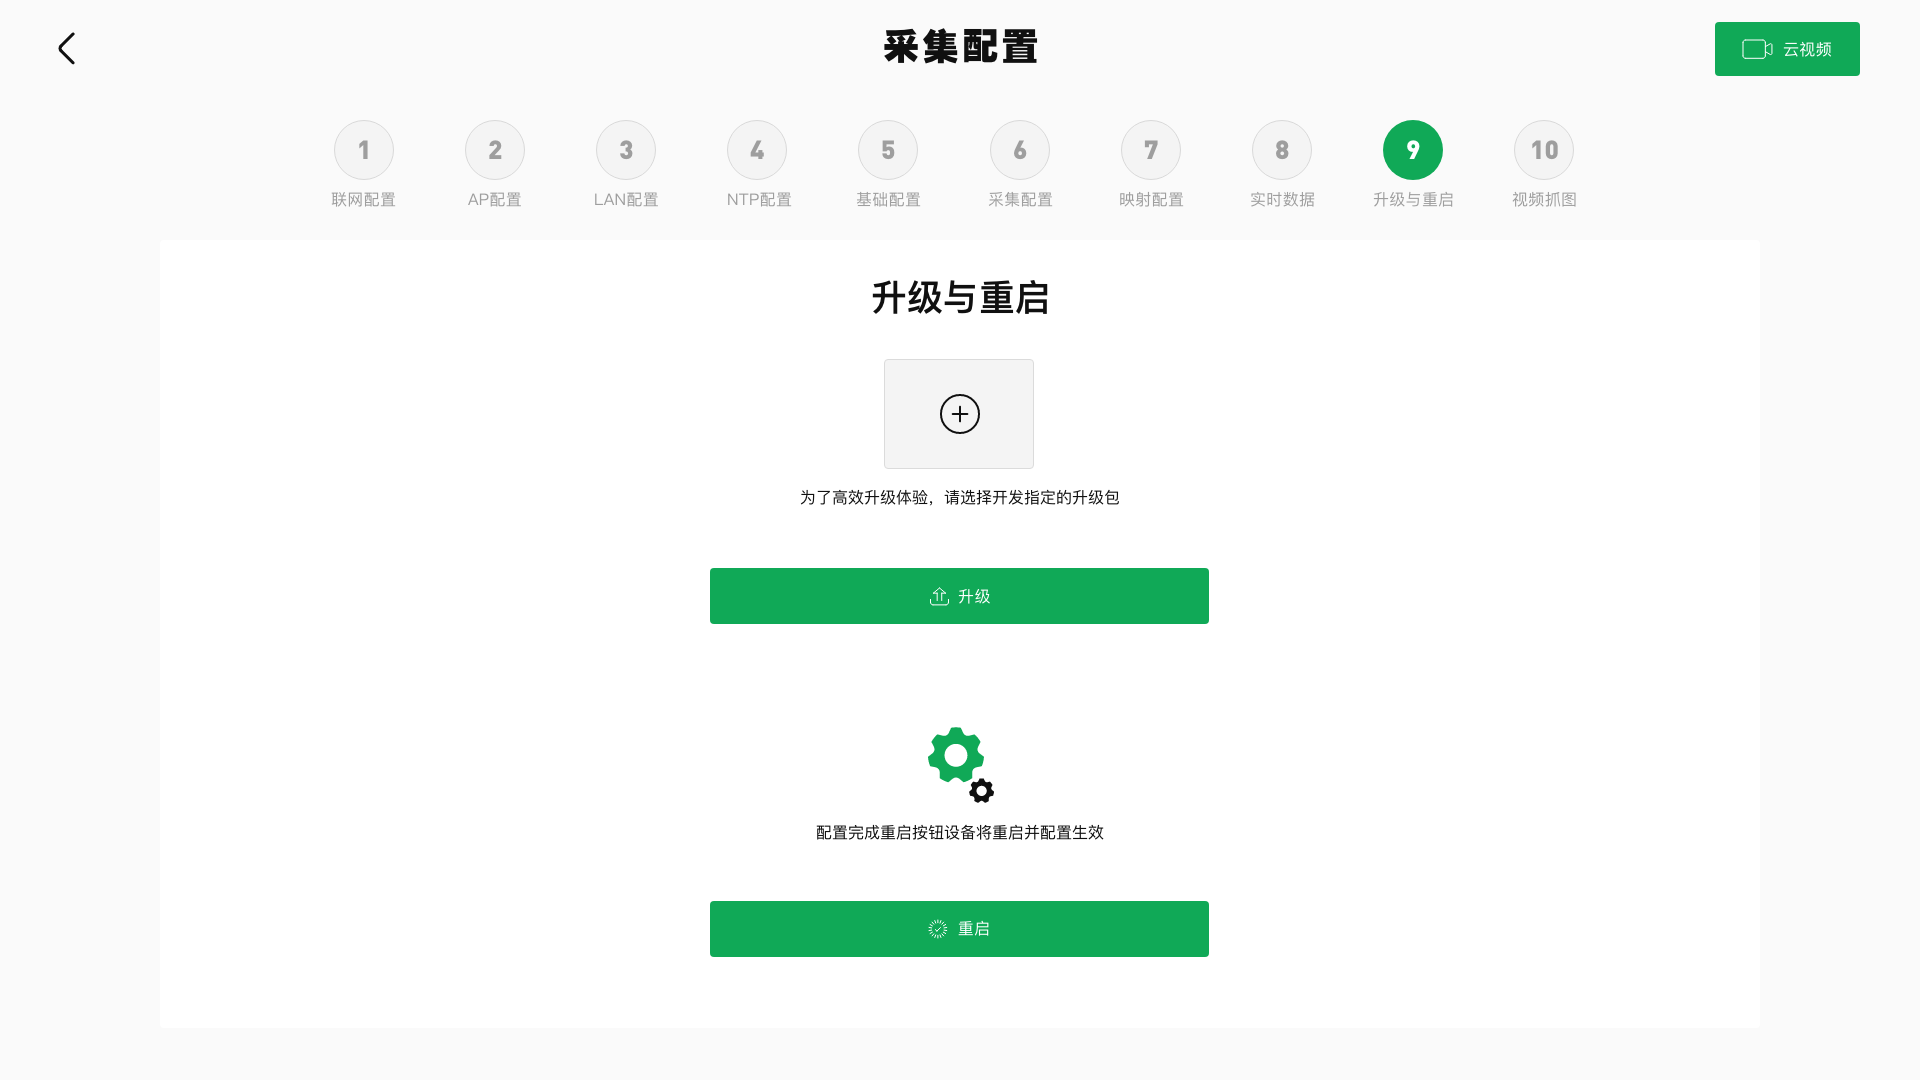 采集配置
云视频
1
2
3
4
5
6
7
8
9
10
联网配置
AP配置
LAN配置
NTP配置
基础配置
采集配置
映射配置
实时数据
升级与重启
视频抓图
升级与重启
为了高效升级体验，请选择开发指定的升级包
升级
配置完成重启按钮设备将重启并配置生效
重启